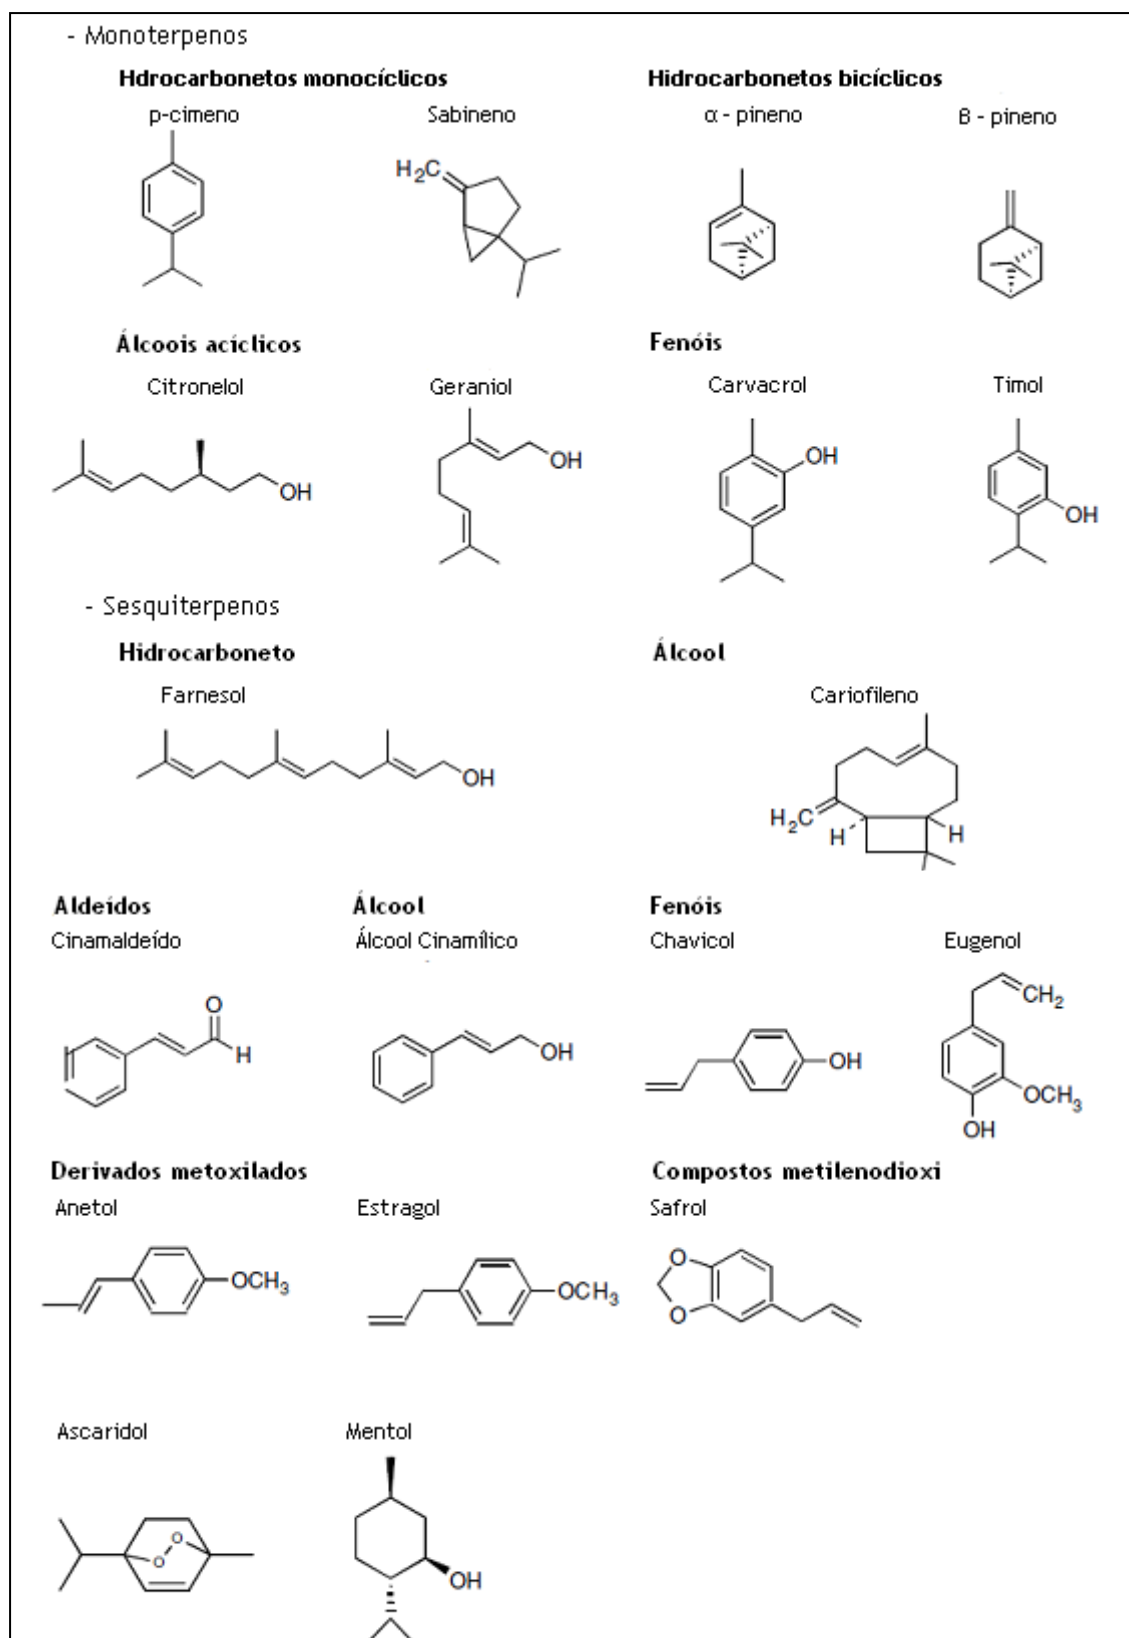 - Monoterpenos
Hdrocarbonetos monocíclicos Hidrocarbonetos bicíclicos
p-cimeno Sabineno α - pineno β - pineno
H₂C
Álcoois acíclicos Fenóis
Citronelol Geraniol Carvacrol Timol
OH OH OH OH
- Sesquiterpenos
Hidrocarboneto Álcool
Farnesol Cariofileno
OH H₂C H H
Aldeídos Álcool Fenóis
Cinamaldeído Álcool Cinamílico Chavicol Eugenol
O H OH OH CH₂ OCH₃ OH
Derivados metoxilados Compostos metilenodioxi
Anetol Estragol Safrol
OCH₃ OCH₃ O O
Ascaridol Mentol
O O OH